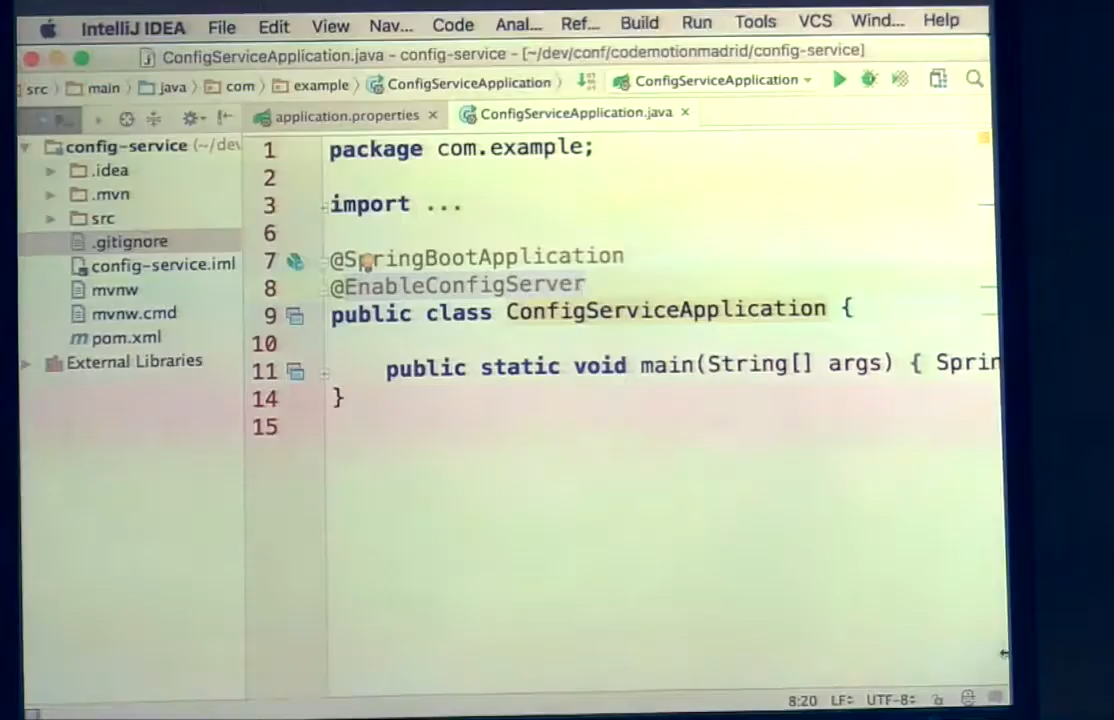 IntelliJ IDEA File Edit View Nav... Code Anal... Ref... Build Run Tools VCS Wind... Help
ConfigServiceApplication.java - config-service - [~/dev/conf/codemotionmadrid/config-service]
src main java com example ConfigServiceApplication ConfigServiceApplication
P... application.properties ConfigServiceApplication.java
config-service (~/dev
.idea
.mvn
src
.gitignore
config-service.iml
mvnw
mvnw.cmd
pom.xml
External Libraries
1 package com.example;
2
3 import ...
6
7 @SpringBootApplication
8 @EnableConfigServer
9 public class ConfigServiceApplication {
10
11 public static void main(String[] args) { Sprin
14 }
15
8:20 LF÷ UTF-8÷